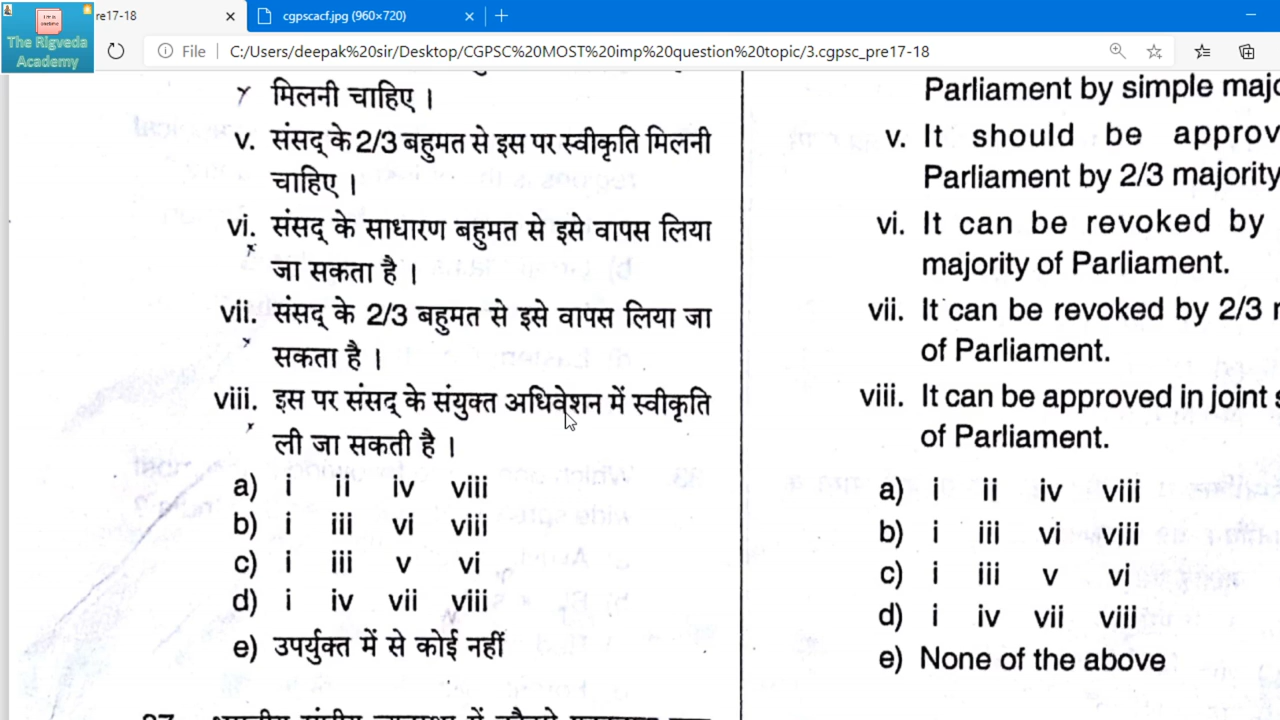 re17-18
cgpscacf.jpg (960×720)
The Rigveda
Academy
File
C:/Users/deepak%20sir/Desktop/CGPSC%20MOST%20imp%20question%20topic/3.cgpsc_pre17-18
मिलनी चाहिए ।
v. संसद् के 2/3 बहुमत से इस पर स्वीकृति मिलनी
चाहिए ।
vi. संसद् के साधारण बहुमत से इसे वापस लिया
जा सकता है ।
vii. संसद् के 2/3 बहुमत से इसे वापस लिया जा
सकता है ।
viii. इस पर संसद् के संयुक्त अधिवेशन में स्वीकृति
ली जा सकती है ।
a) i ii iv viii
b) i iii vi viii
c) i iii v vi
d) i iv vii viii
e) उपर्युक्त में से कोई नहीं
Parliament by simple majo
v. It should be approv
Parliament by 2/3 majority
vi. It can be revoked by
majority of Parliament.
vii. It can be revoked by 2/3
of Parliament.
viii. It can be approved in joint s
of Parliament.
a) i ii iv viii
b) i iii vi viii
c) i iii v vi
d) i iv vii viii
e) None of the above